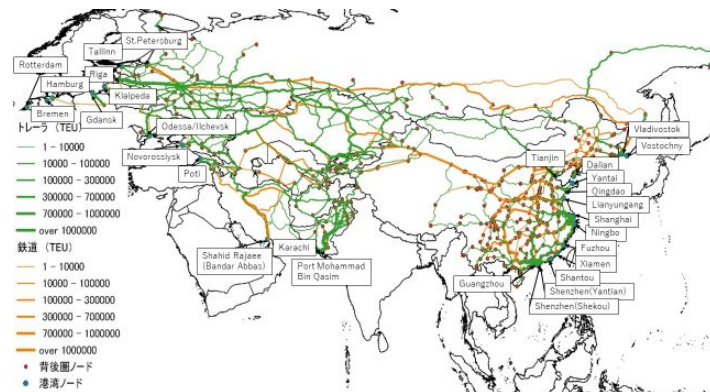 St.Petersburg
Tallinn
Rotterdam
Hamburg
Riga
Bremen
Klaipeda
Gdansk
トレーラ (TEU)
1 - 10000
10000 - 100000
100000 - 300000
300000 - 700000
700000 - 1000000
over 1000000
鉄道 (TEU)
1 - 10000
10000 - 100000
100000 - 300000
300000 - 700000
700000 - 1000000
over 1000000
背後圏ノード
港湾ノード
Odessa/Ilchevsk
Novorossiysk
Poti
Shahid Rajaee
(Bandar Abbas)
Karachi
Port Mohammad
Bin Qasim
Vladivostok
Vostochny
Tianjin
Dalian
Yantai
Qingdao
Lianyungang
Shanghai
Ningbo
Fuzhou
Xiamen
Shantou
Guangzhou
Shenzhen(Yantian)
Shenzhen(Shekou)